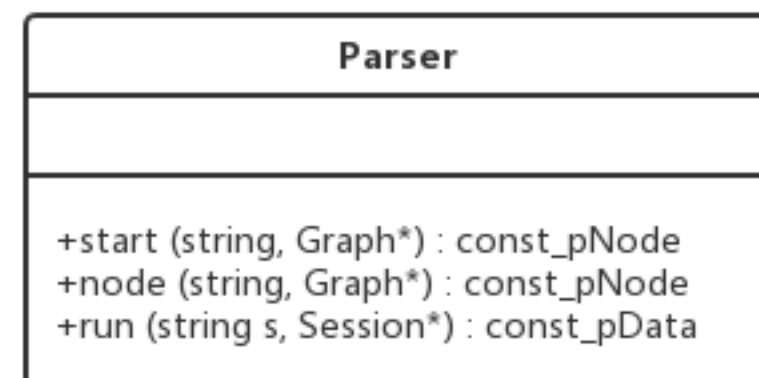 Parser
+start (string, Graph*) : const_pNode
+node (string, Graph*) : const_pNode
+run (string s, Session*) : const_pData